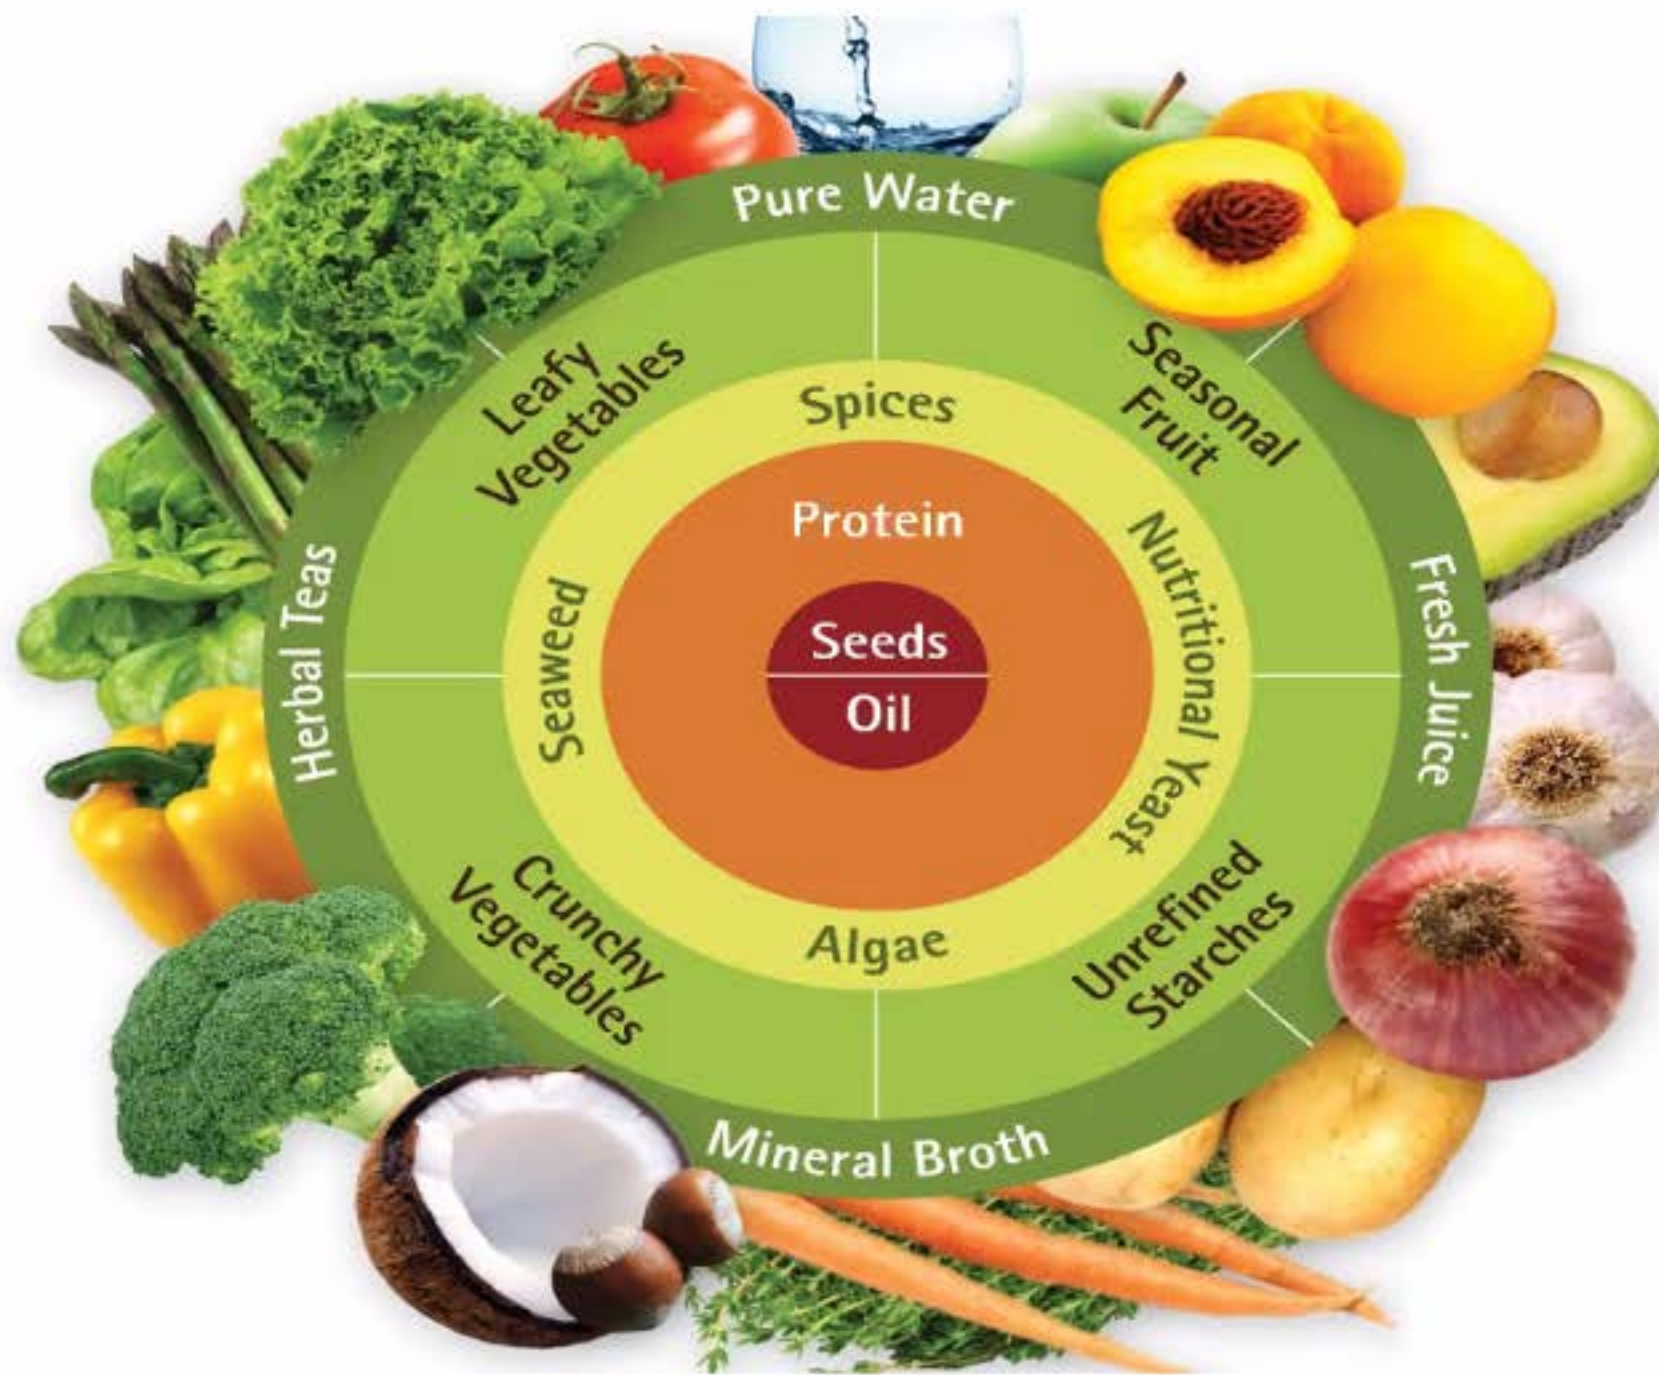 Pure Water
Leafy
Vegetables
Seasonal
Fruit
Spices
Protein
Seeds
Oil
Seaweed
Nutritional Yeast
Herbal Teas
Fresh Juice
Crunchy
Vegetables
Unrefined
Starches
Algae
Mineral Broth